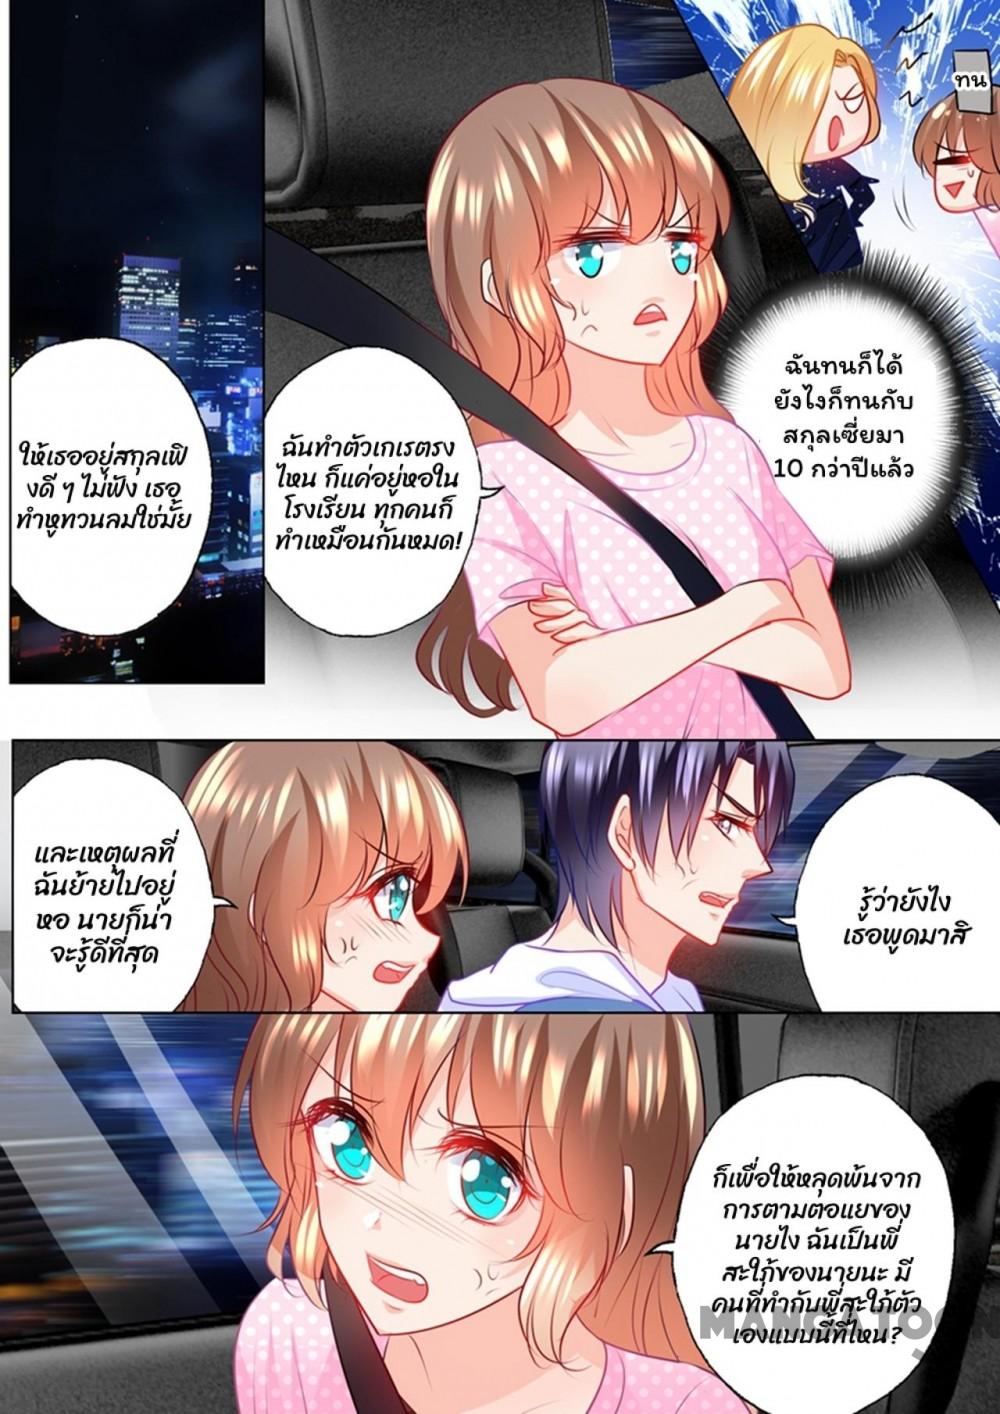 ให้เธออยู่สกุลเฟิ
งดี ๆ ไม่ฟัง เธอ
ทำหูทวนลมใช่มั้ย
ฉันทำตัวเกเรตรง
ไหน ก็แค่อยู่หอใน
โรงเรียน ทุกคนก็
ทำเหมือนกันหมด!
ทน
ฉันทนก็ได้
ยังไงก็ทนกับ
สกุลเซี่ยมา
10 กว่าปีแล้ว
และเหตุผลที่
ฉันย้ายไปอยู่
หอ นายก็น่า
จะรู้ดีที่สุด
รู้ว่ายังไง
เธอพูดมาสิ
ก็เพื่อให้หลุดพ้นจาก
การตามตอแยของ
นายไง ฉันเป็นพี่
สะใภ้ของนายนะ มี
คนที่ทำกับพี่สะใภ้ตัว
เองแบบนี้ที่ไหน?
MANGATOON